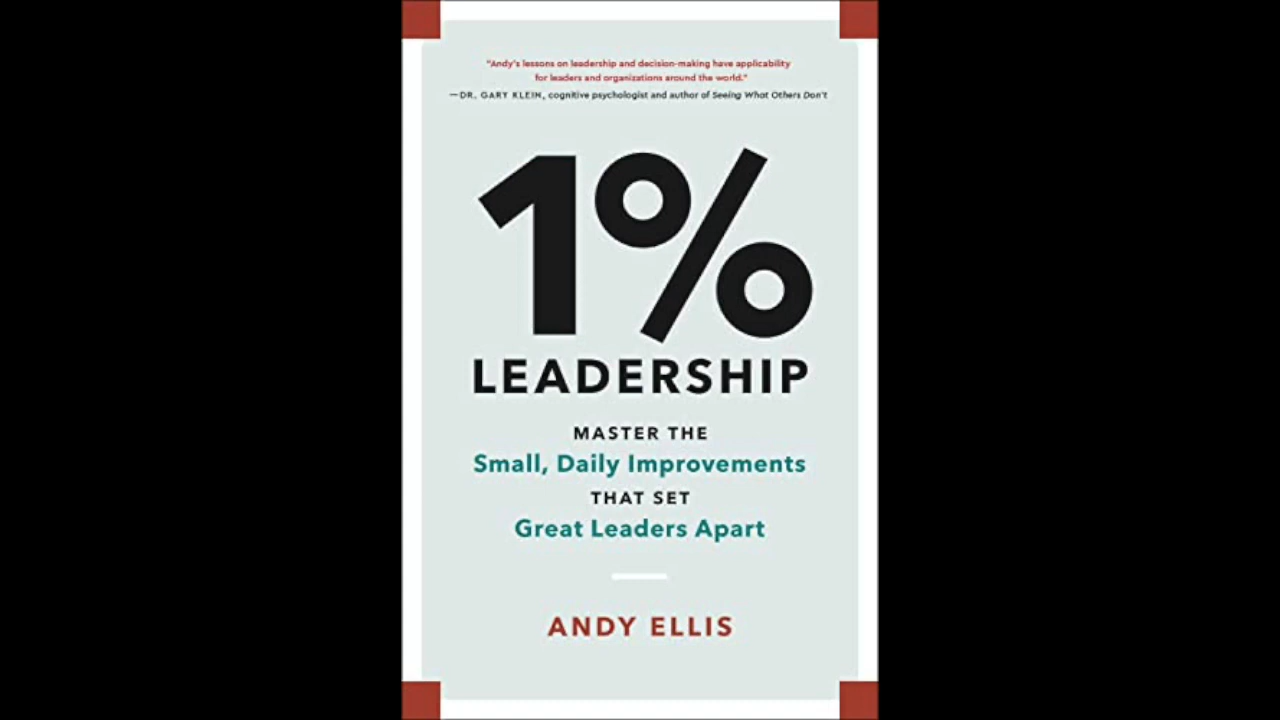 "Andy's lessons on leadership and decision-making have applicability
for leaders and organizations around the world."
—DR. GARY KLEIN, cognitive psychologist and author of Seeing What Others Don't
1%
LEADERSHIP
MASTER THE
Small, Daily Improvements
THAT SET
Great Leaders Apart
ANDY ELLIS